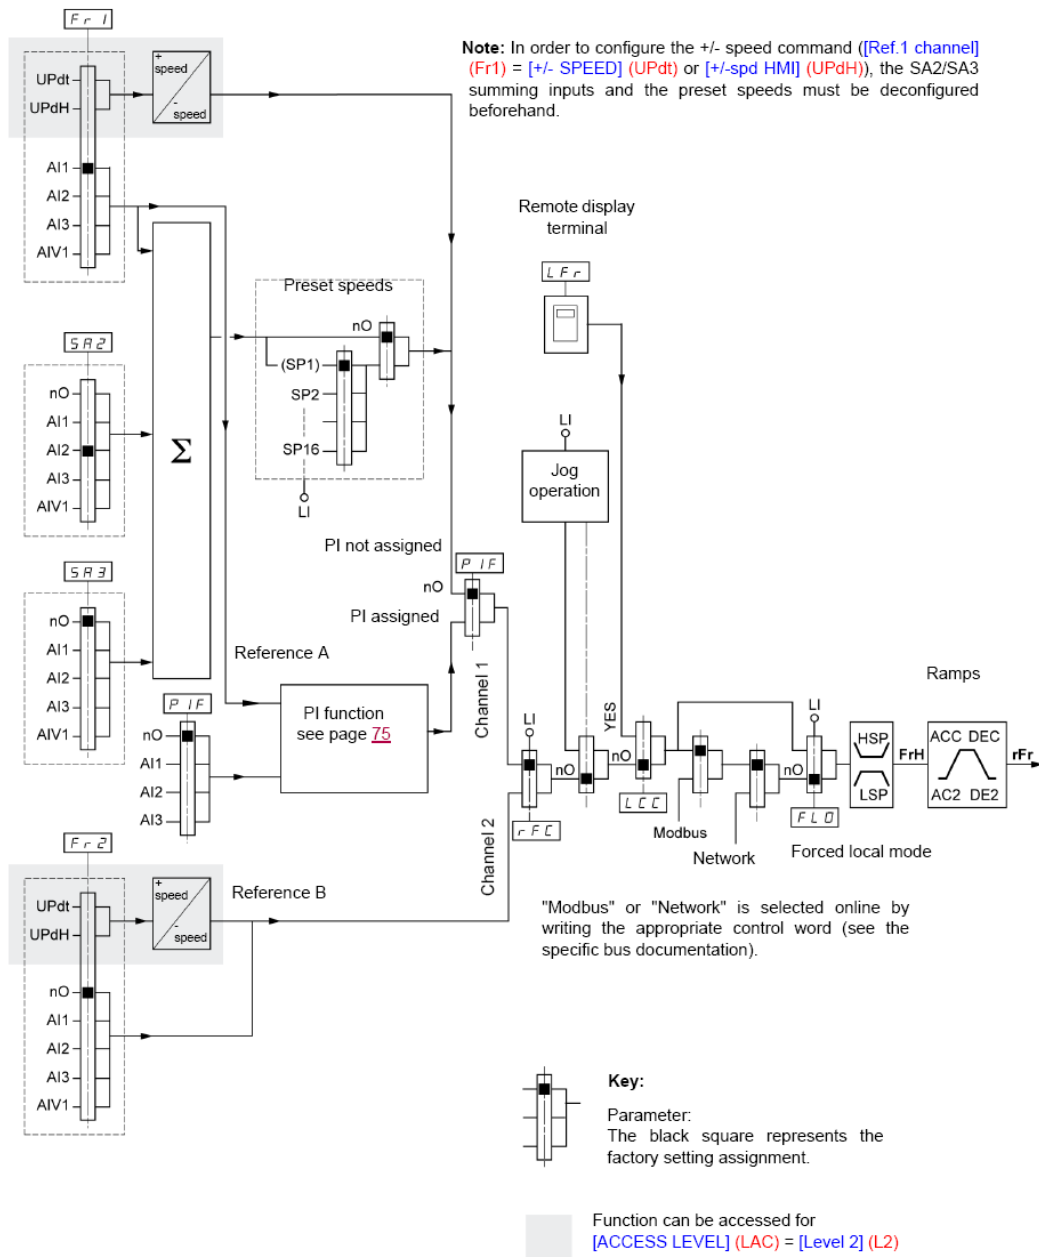 Fr1
Note: In order to configure the +/- speed command ([Ref.1 channel]
(Fr1) = [+/- SPEED] (UPdt) or [+/-spd HMI] (UPdH)), the SA2/SA3
summing inputs and the preset speeds must be deconfigured
beforehand.
+
speed
-
speed
UPdt
UPdH
AI1
AI2
AI3
AIV1
Remote display
terminal
LFr
Preset speeds
nO
(SP1)
SP2
SP16
LI
SA2
nO
AI1
AI2
AI3
AIV1
Σ
LI
Jog
operation
PI not assigned
PIF
nO
PI assigned
SA3
nO
AI1
AI2
AI3
AIV1
Reference A
Channel 1
PI function
see page 75
PIF
nO
AI1
AI2
AI3
Ramps
LI
YES
nO
nO
LCC
rFC
Modbus
Network
nO
LI
FLO
Forced local mode
HSP
LSP
FrH
ACC DEC
AC2 DE2
rFr
Channel 2
Fr2
+
speed
-
speed
Reference B
UPdt
UPdH
nO
AI1
AI2
AI3
AIV1
"Modbus" or "Network" is selected online by
writing the appropriate control word (see the
specific bus documentation).
Key:
Parameter:
The black square represents the
factory setting assignment.
Function can be accessed for
[ACCESS LEVEL] (LAC) = [Level 2] (L2)